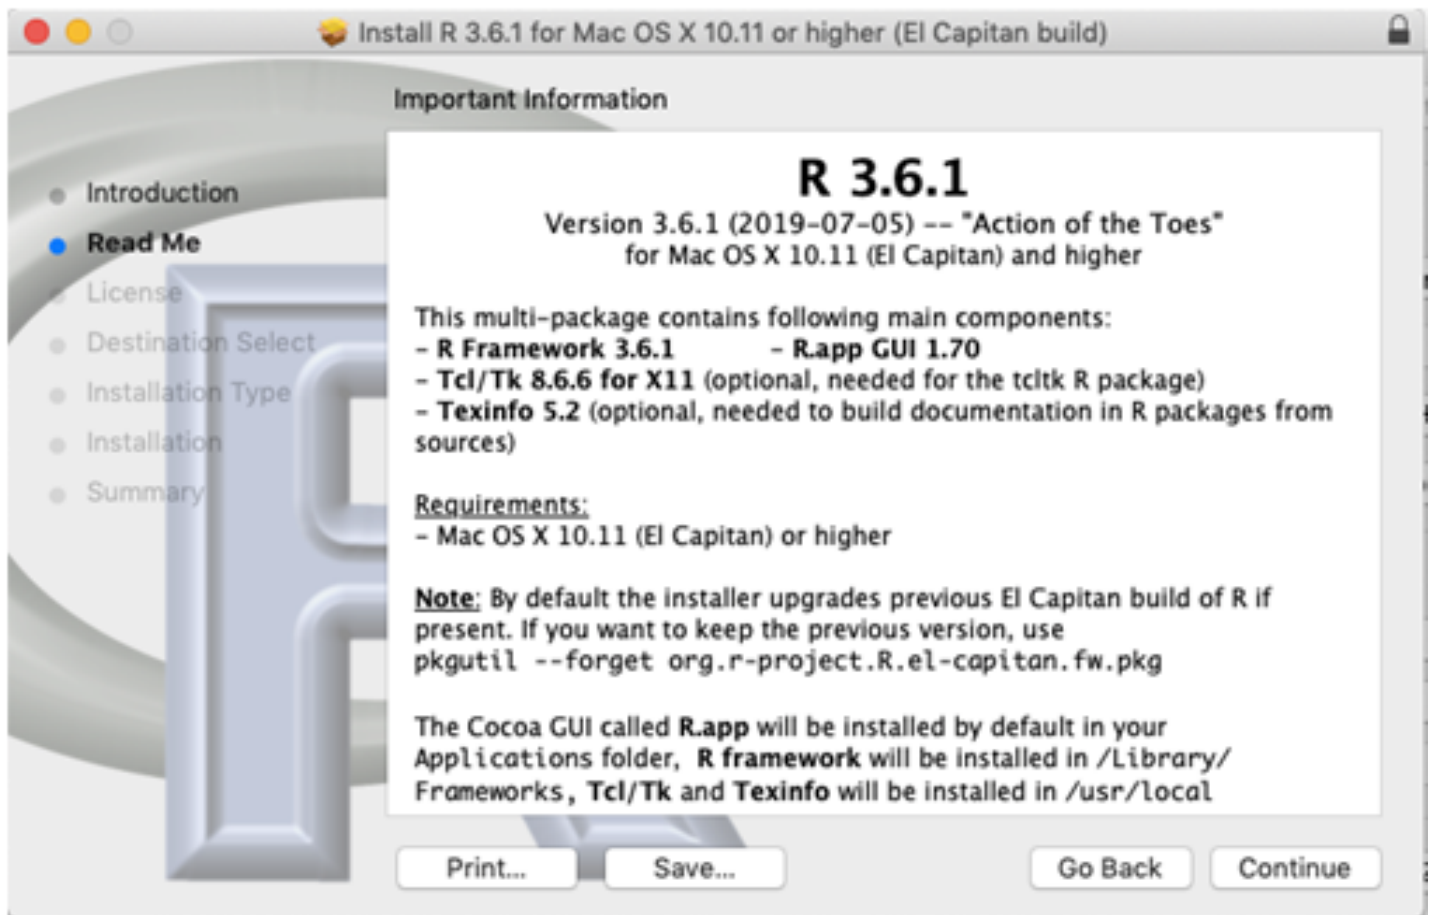 Install R 3.6.1 for Mac OS X 10.11 or higher (El Capitan build)
Important Information
Introduction
Read Me
License
Destination Select
Installation Type
Installation
Summary
R 3.6.1
Version 3.6.1 (2019-07-05) -- "Action of the Toes"
for Mac OS X 10.11 (El Capitan) and higher
This multi-package contains following main components:
- R Framework 3.6.1 - R.app GUI 1.70
- Tcl/Tk 8.6.6 for X11 (optional, needed for the tcltk R package)
- Texinfo 5.2 (optional, needed to build documentation in R packages from
sources)
Requirements:
- Mac OS X 10.11 (El Capitan) or higher
Note: By default the installer upgrades previous El Capitan build of R if
present. If you want to keep the previous version, use
pkgutil --forget org.r-project.R.el-capitan.fw.pkg
The Cocoa GUI called R.app will be installed by default in your
Applications folder, R framework will be installed in /Library/
Frameworks, Tcl/Tk and Texinfo will be installed in /usr/local
Print... Save... Go Back Continue